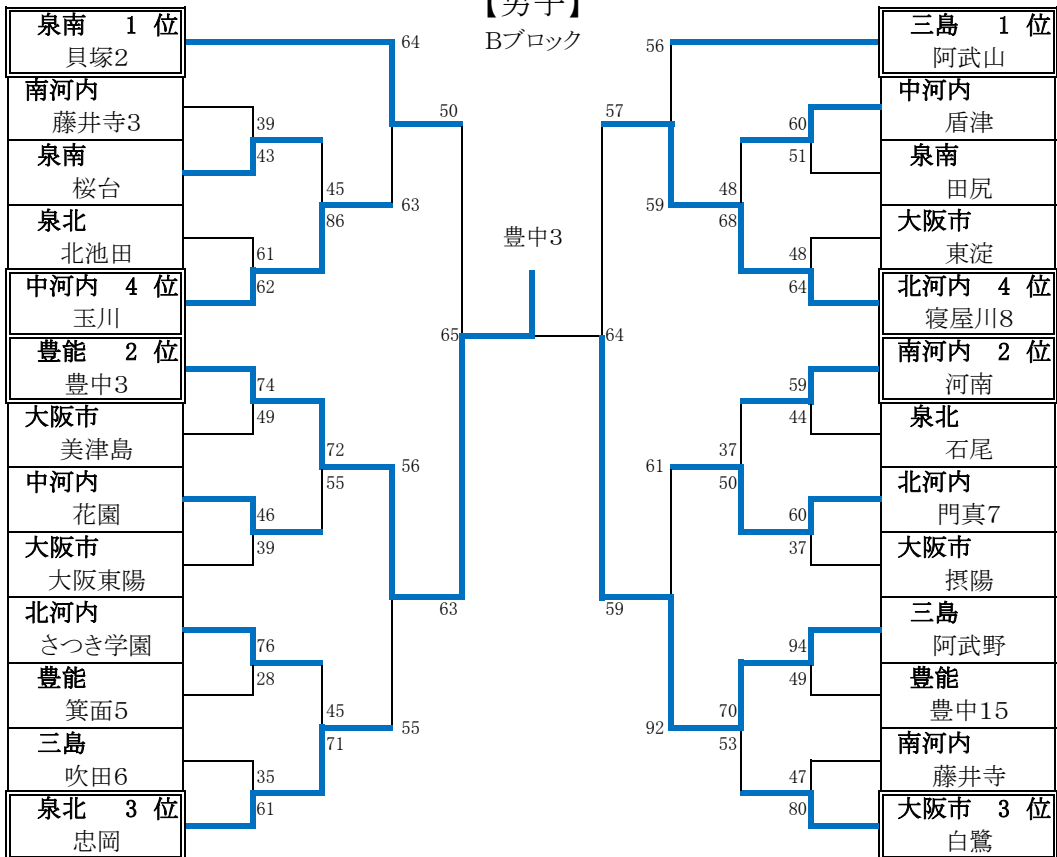 【男子】
Bブロック
泉南 1 位
貝塚2
南河内
藤井寺3
泉南
桜台
泉北
北池田
中河内 4 位
玉川
豊能 2 位
豊中3
大阪市
美津島
中河内
花園
大阪市
大阪東陽
北河内
さつき学園
豊能
箕面5
三島
吹田6
泉北 3 位
忠岡
64
39
43
45
86
63
61
62
50
74
49
72
55
56
46
39
63
76
28
45
71
55
35
61
65
豊中3
64
56
57
60
51
48
68
59
48
64
59
44
37
50
61
60
37
59
94
49
70
53
92
47
80
三島 1 位
阿武山
中河内
盾津
泉南
田尻
大阪市
東淀
北河内 4 位
寝屋川8
南河内 2 位
河南
泉北
石尾
北河内
門真7
大阪市
摂陽
三島
阿武野
豊能
豊中15
南河内
藤井寺
大阪市 3 位
白鷺